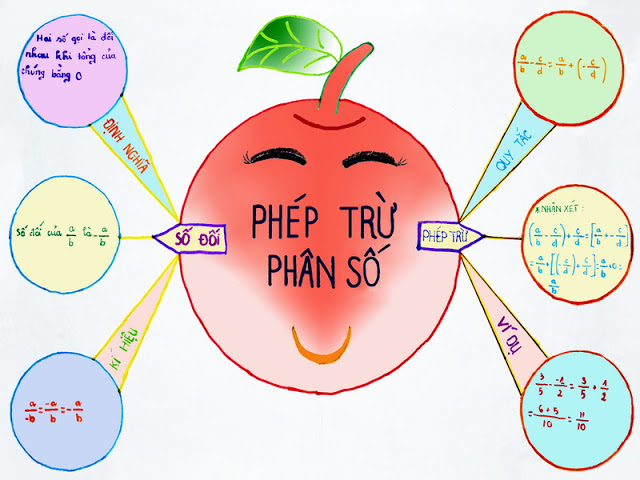 Hai số gọi là đối
nhau khi tổng của
chúng bằng 0
ĐỊNH NGHĨA
số đối của a/b là -a/b
SỐ ĐỐI
KÍ HIỆU
a/-b = -a/b = -a/b
PHÉP TRỪ
PHÂN SỐ
a/b - c/d = a/b + (-c/d)
QUY TẮC
PHÉP TRỪ
* NHẬN XÉT:
(a/b - c/d) + c/d = [a/b + -c/d]
= a/b + [(-c/d) + c/d] = a/b + 0 =
a/b
VÍ DỤ
3/5 - -1/2 = 3/5 + 1/2
= 6+5/10 = 11/10